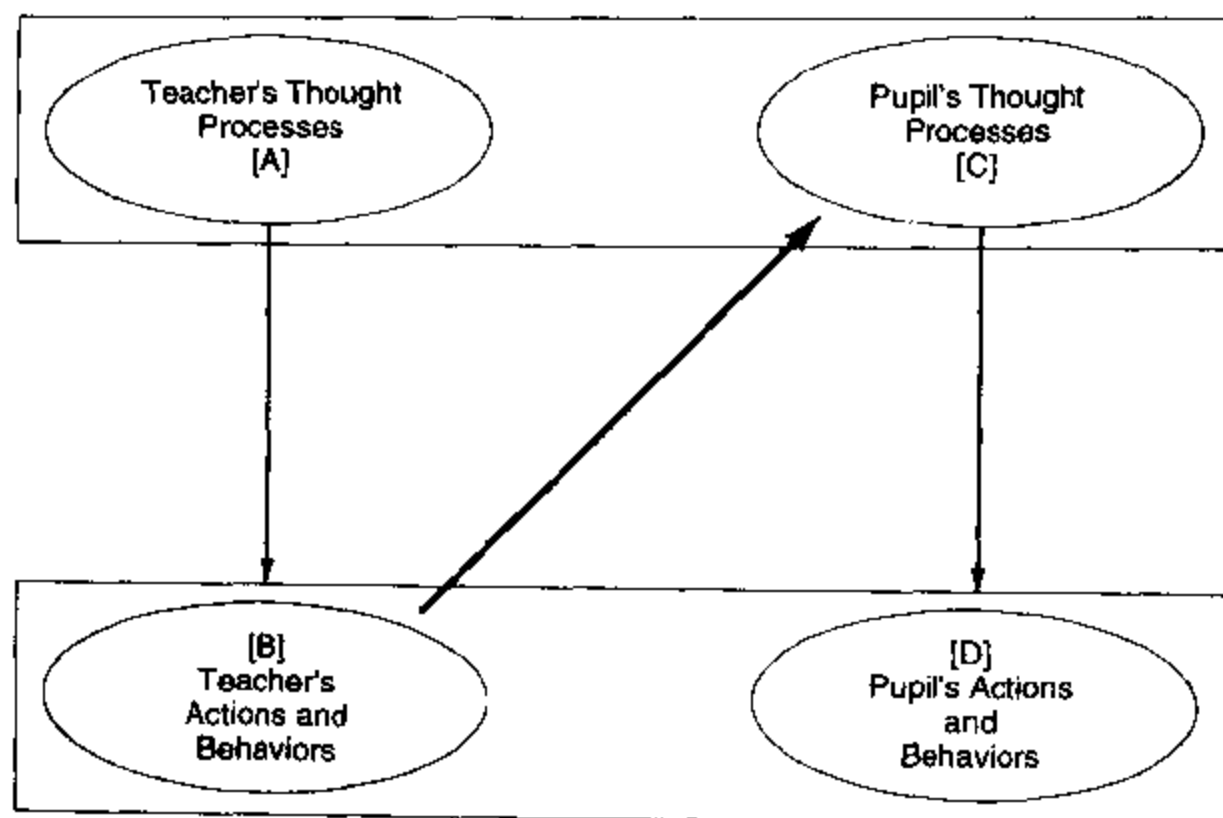 Teacher's Thought
Processes
[A]
Pupil's Thought
Processes
[C]
[B]
Teacher's
Actions and
Behaviors
[D]
Pupil's Actions
and
Behaviors